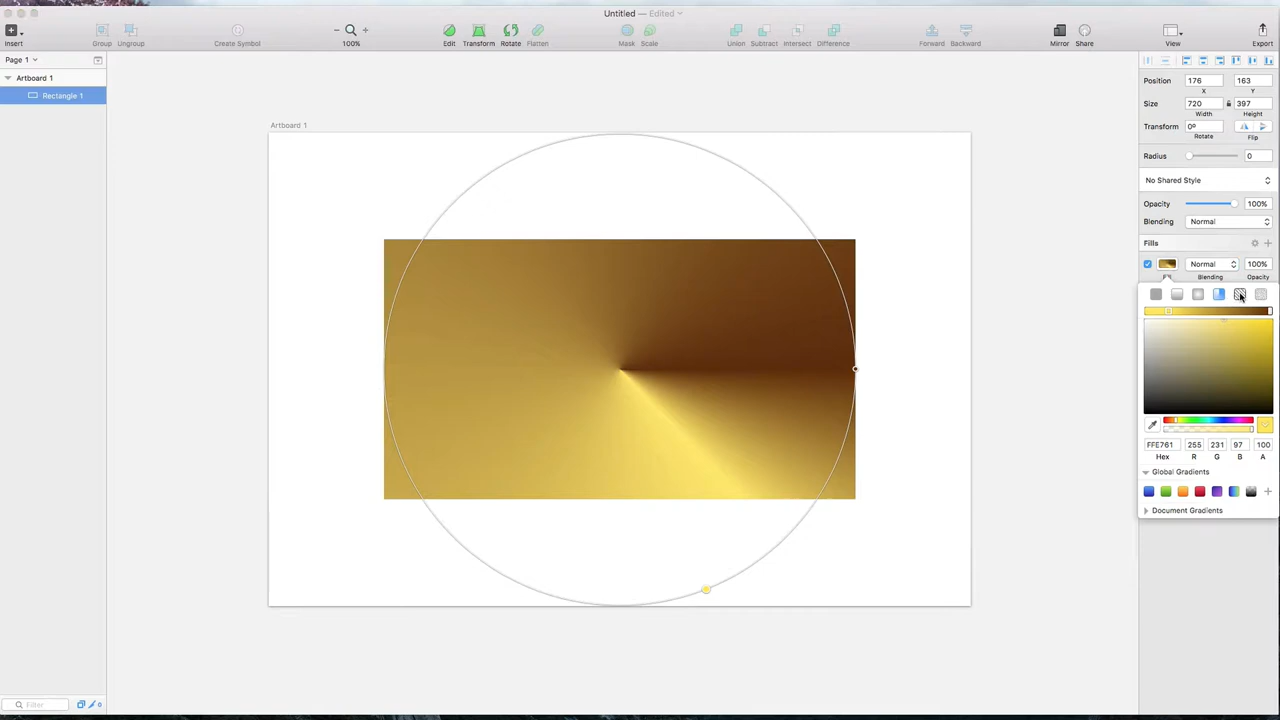 Untitled — Edited
Insert
Group
Ungroup
Create Symbol
100%
Edit
Transform
Rotate
Flatten
Mask
Scale
Union
Subtract
Intersect
Difference
Forward
Backward
Mirror
Share
View
Export
Page 1
Artboard 1
Rectangle 1
Artboard 1
Position 176 163
X Y
Size 720 397
Width Height
Transform 0º
Rotate Flip
Radius 0
No Shared Style
Opacity 100%
Blending Normal
Fills
Normal 100%
Blending Opacity
FFE761 255 231 97 100
Hex R G B A
Global Gradients
Document Gradients
Filter
0